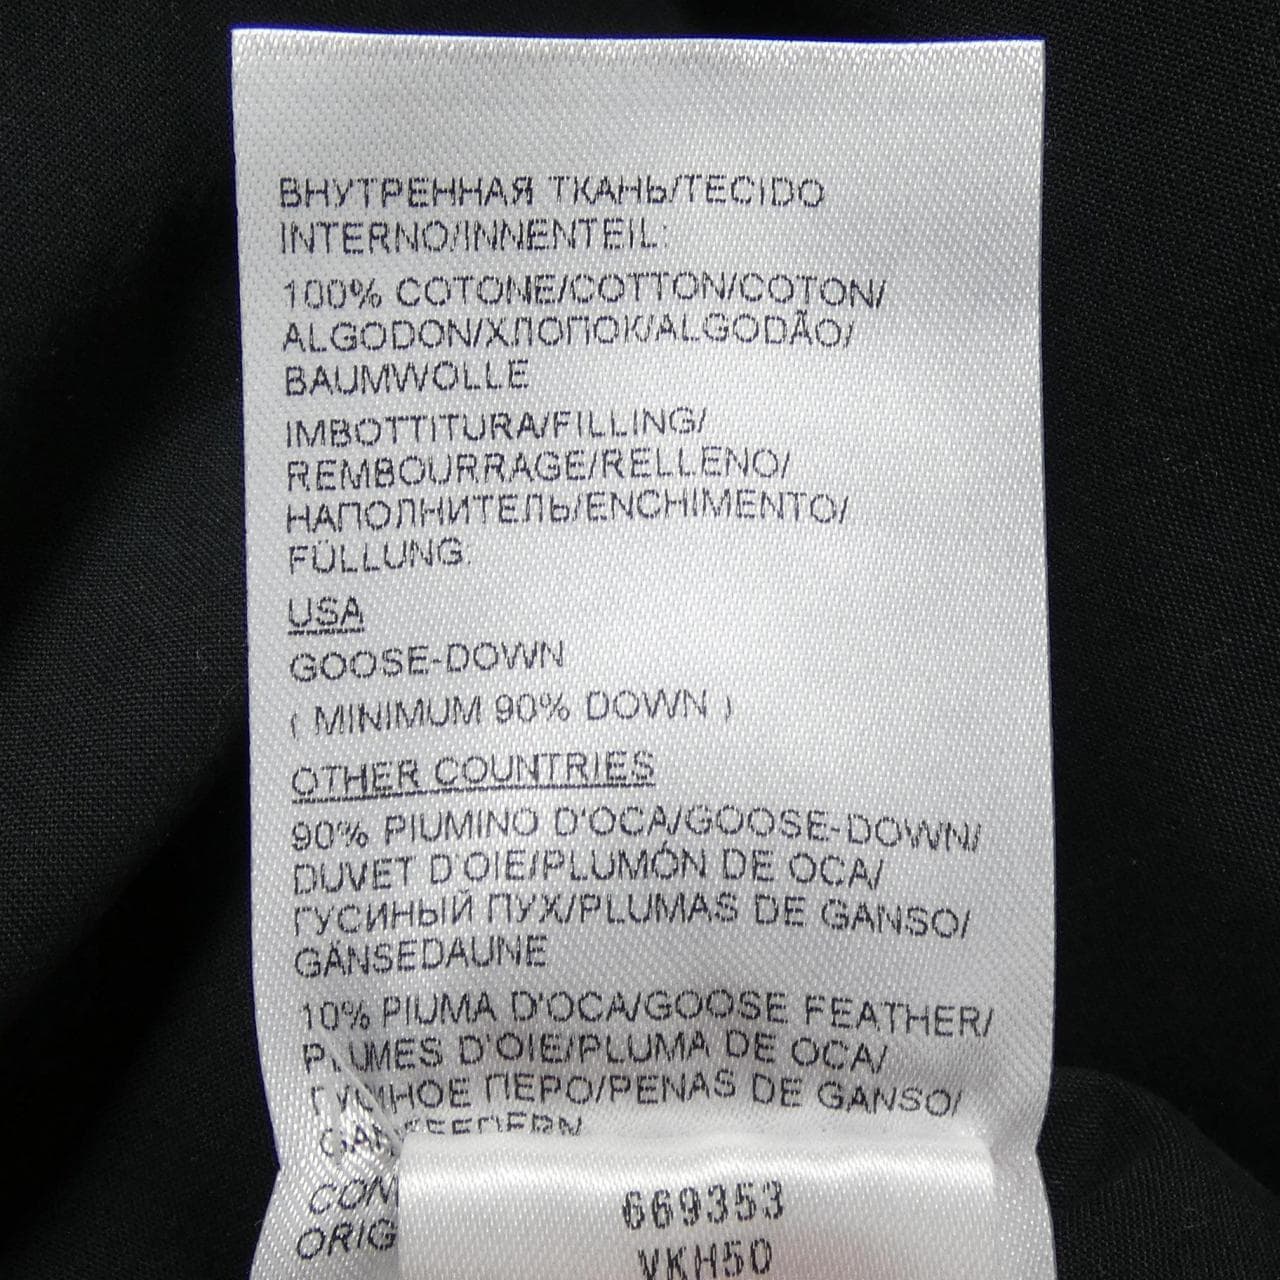 ВНУТРЕННАЯ ТКАНЬ/TECIDO
INTERNO/INNENTEIL:
100% COTONE/COTTON/COTON/
ALGODON/ХЛОПОК/ALGODÃO/
BAUMWOLLE
IMBOTTITURA/FILLING/
REMBOURRAGE/RELLENO/
НАПОЛНИТЕЛЬ/ENCHIMENTO/
FÜLLUNG:
USA
GOOSE-DOWN
( MINIMUM 90% DOWN )
OTHER COUNTRIES
90% PIUMINO D'OCA/GOOSE-DOWN/
DUVET D'OIE/PLUMÓN DE OCA/
ГУСИНЫЙ ПУХ/PLUMAS DE GANSO/
GÄNSEDAUNE
10% PIUMA D'OCA/GOOSE FEATHER/
PLUMES D'OIE/PLUMA DE OCA/
ПЕРО/PENAS DE GANSO/
669353
VKH50